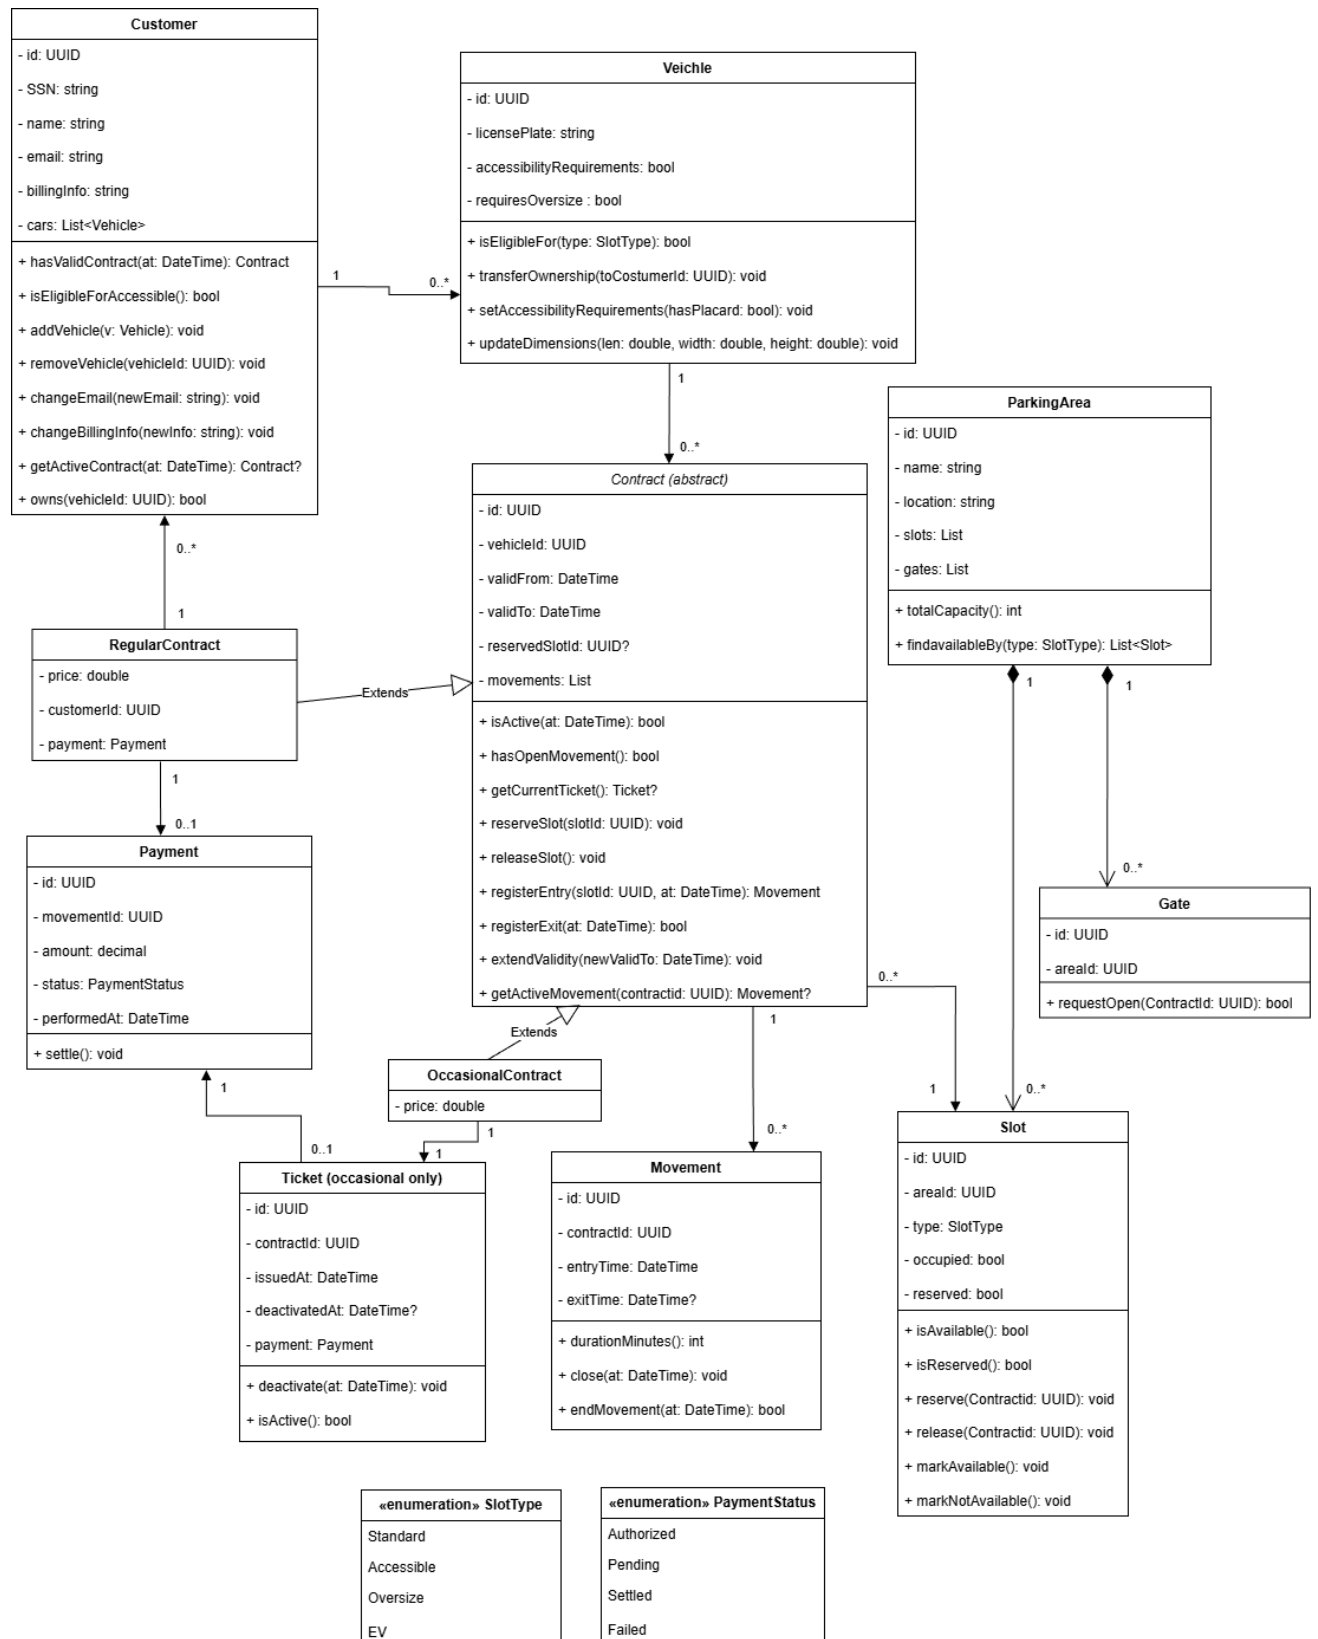 Customer
- id: UUID
- SSN: string
- name: string
- email: string
- billingInfo: string
- cars: List<Vehicle>
+ hasValidContract(at: DateTime): Contract
+ isEligibleForAccessible(): bool
+ addVehicle(v: Vehicle): void
+ removeVehicle(vehicleId: UUID): void
+ changeEmail(newEmail: string): void
+ changeBillingInfo(newInfo: string): void
+ getActiveContract(at: DateTime): Contract?
+ owns(vehicleId: UUID): bool
1
0..*
Veichle
- id: UUID
- licensePlate: string
- accessibilityRequirements: bool
- requiresOversize : bool
+ isEligibleFor(type: SlotType): bool
+ transferOwnership(toCostumerId: UUID): void
+ setAccessibilityRequirements(hasPlacard: bool): void
+ updateDimensions(len: double, width: double, height: double): void
1
0..*
ParkingArea
- id: UUID
- name: string
- location: string
- slots: List
- gates: List
+ totalCapacity(): int
+ findavailableBy(type: SlotType): List<Slot>
1
1
0..*
0..*
Contract (abstract)
- id: UUID
- vehicleId: UUID
- validFrom: DateTime
- validTo: DateTime
- reservedSlotId: UUID?
- movements: List
+ isActive(at: DateTime): bool
+ hasOpenMovement(): bool
+ getCurrentTicket(): Ticket?
+ reserveSlot(slotId: UUID): void
+ releaseSlot(): void
+ registerEntry(slotId: UUID, at: DateTime): Movement
+ registerExit(at: DateTime): bool
+ extendValidity(newValidTo: DateTime): void
+ getActiveMovement(contractid: UUID): Movement?
0..*
1
0..*
1
RegularContract
- price: double
- customerId: UUID
- payment: Payment
Extends
1
0..1
Payment
- id: UUID
- movementId: UUID
- amount: decimal
- status: PaymentStatus
- performedAt: DateTime
+ settle(): void
1
0..1
Extends
OccasionalContract
- price: double
1
1
Ticket (occasional only)
- id: UUID
- contractId: UUID
- issuedAt: DateTime
- deactivatedAt: DateTime?
- payment: Payment
+ deactivate(at: DateTime): void
+ isActive(): bool
1
0..*
Movement
- id: UUID
- contractId: UUID
- entryTime: DateTime
- exitTime: DateTime?
+ durationMinutes(): int
+ close(at: DateTime): void
+ endMovement(at: DateTime): bool
Gate
- id: UUID
- areaId: UUID
+ requestOpen(ContractId: UUID): bool
Slot
- id: UUID
- areaId: UUID
- type: SlotType
- occupied: bool
- reserved: bool
+ isAvailable(): bool
+ isReserved(): bool
+ reserve(Contractid: UUID): void
+ release(Contractid: UUID): void
+ markAvailable(): void
+ markNotAvailable(): void
«enumeration» SlotType
Standard
Accessible
Oversize
EV
«enumeration» PaymentStatus
Authorized
Pending
Settled
Failed